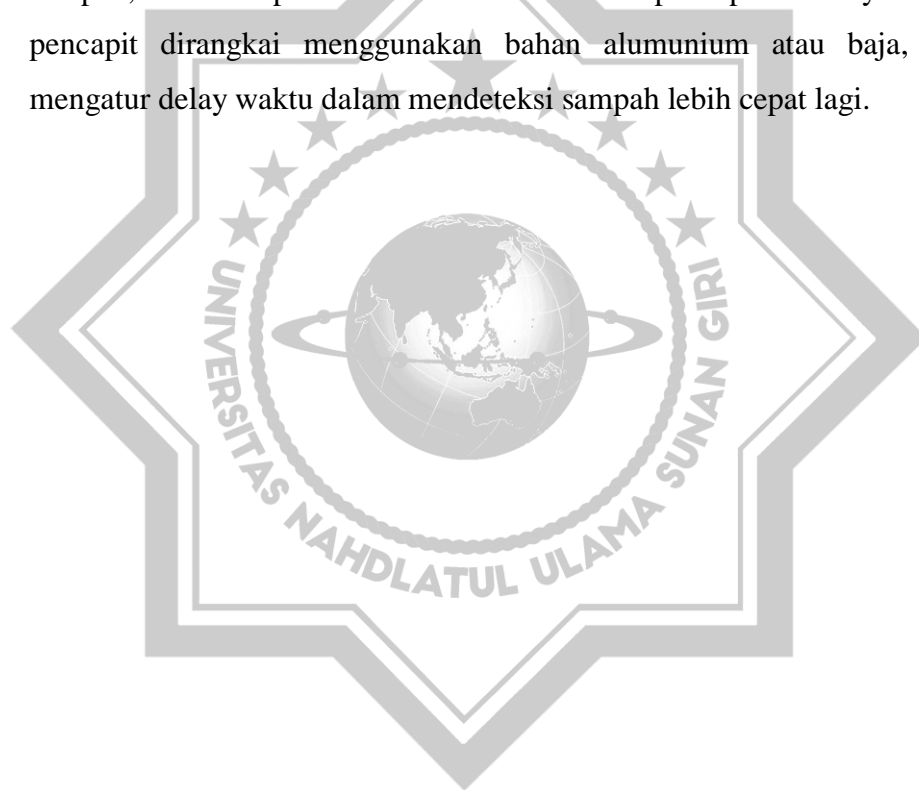 pencapit dirangkai menggunakan bahan alumunium atau baja,
mengatur delay waktu dalam mendeteksi sampah lebih cepat lagi.
UNIVERSITAS NAHDLATUL ULAMA SUNAN GIRI